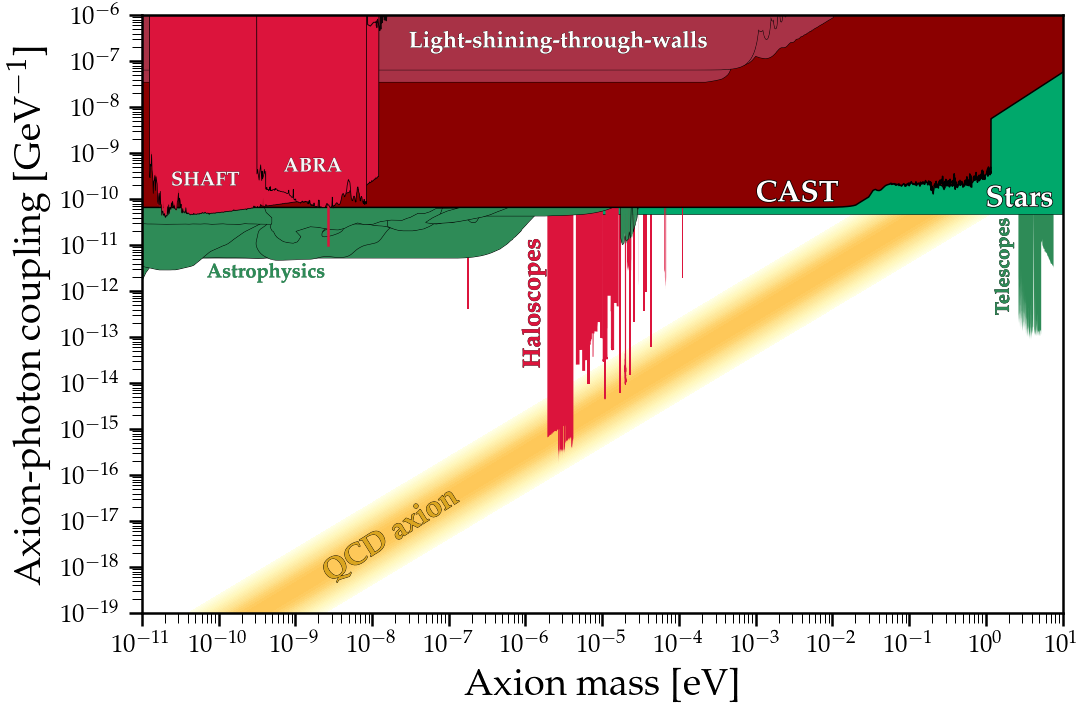 10⁻⁶
10⁻⁷
10⁻⁸
10⁻⁹
10⁻¹⁰
10⁻¹¹
10⁻¹²
10⁻¹³
10⁻¹⁴
10⁻¹⁵
10⁻¹⁶
10⁻¹⁷
10⁻¹⁸
10⁻¹⁹
Axion-photon coupling [GeV⁻¹]
Light-shining-through-walls
SHAFT
ABRA
CAST
Stars
Astrophysics
Haloscopes
Telescopes
QCD axion
10⁻¹¹ 10⁻¹⁰ 10⁻⁹ 10⁻⁸ 10⁻⁷ 10⁻⁶ 10⁻⁵ 10⁻⁴ 10⁻³ 10⁻² 10⁻¹ 10⁰ 10¹
Axion mass [eV]